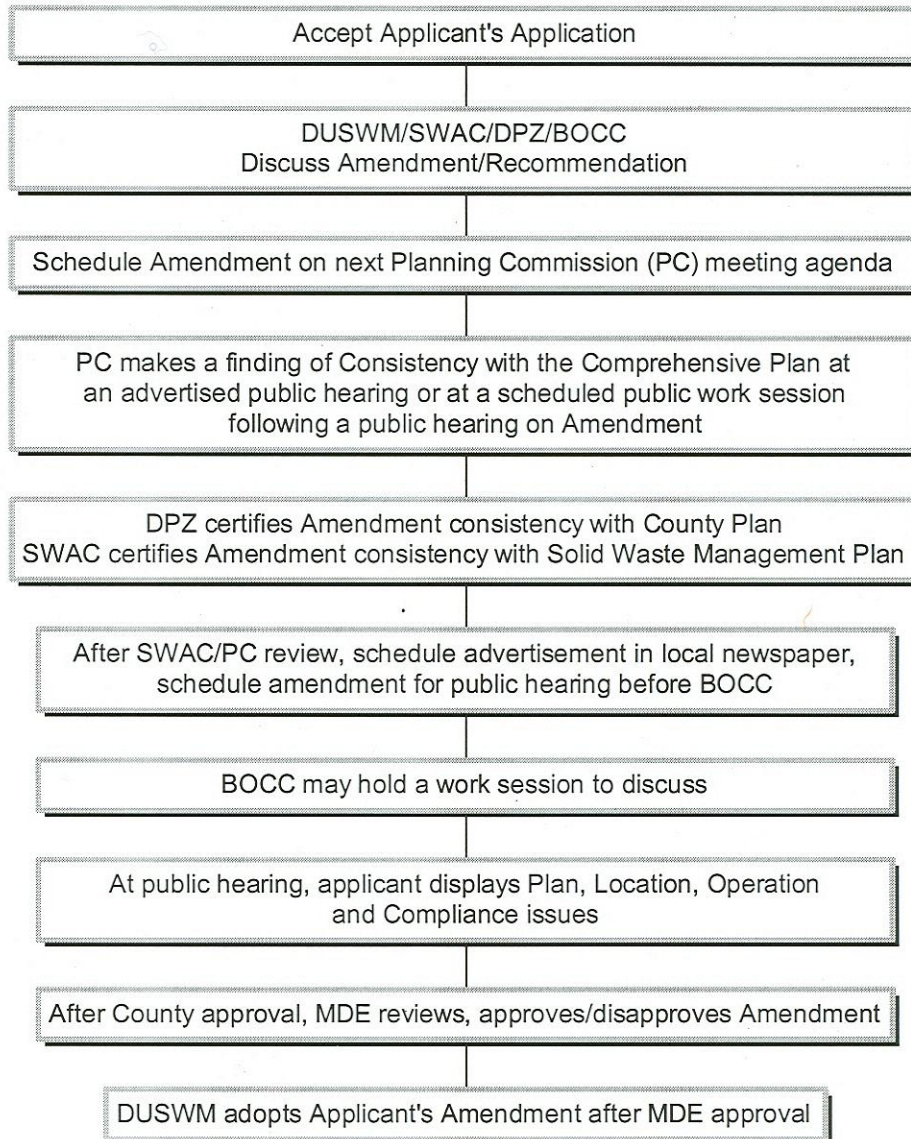 Accept Applicant's Application
DUSWM/SWAC/DPZ/BOCC
Discuss Amendment/Recommendation
Schedule Amendment on next Planning Commission (PC) meeting agenda
PC makes a finding of Consistency with the Comprehensive Plan at
an advertised public hearing or at a scheduled public work session
following a public hearing on Amendment
DPZ certifies Amendment consistency with County Plan
SWAC certifies Amendment consistency with Solid Waste Management Plan
After SWAC/PC review, schedule advertisement in local newspaper,
schedule amendment for public hearing before BOCC
BOCC may hold a work session to discuss
At public hearing, applicant displays Plan, Location, Operation
and Compliance issues
After County approval, MDE reviews, approves/disapproves Amendment
DUSWM adopts Applicant's Amendment after MDE approval